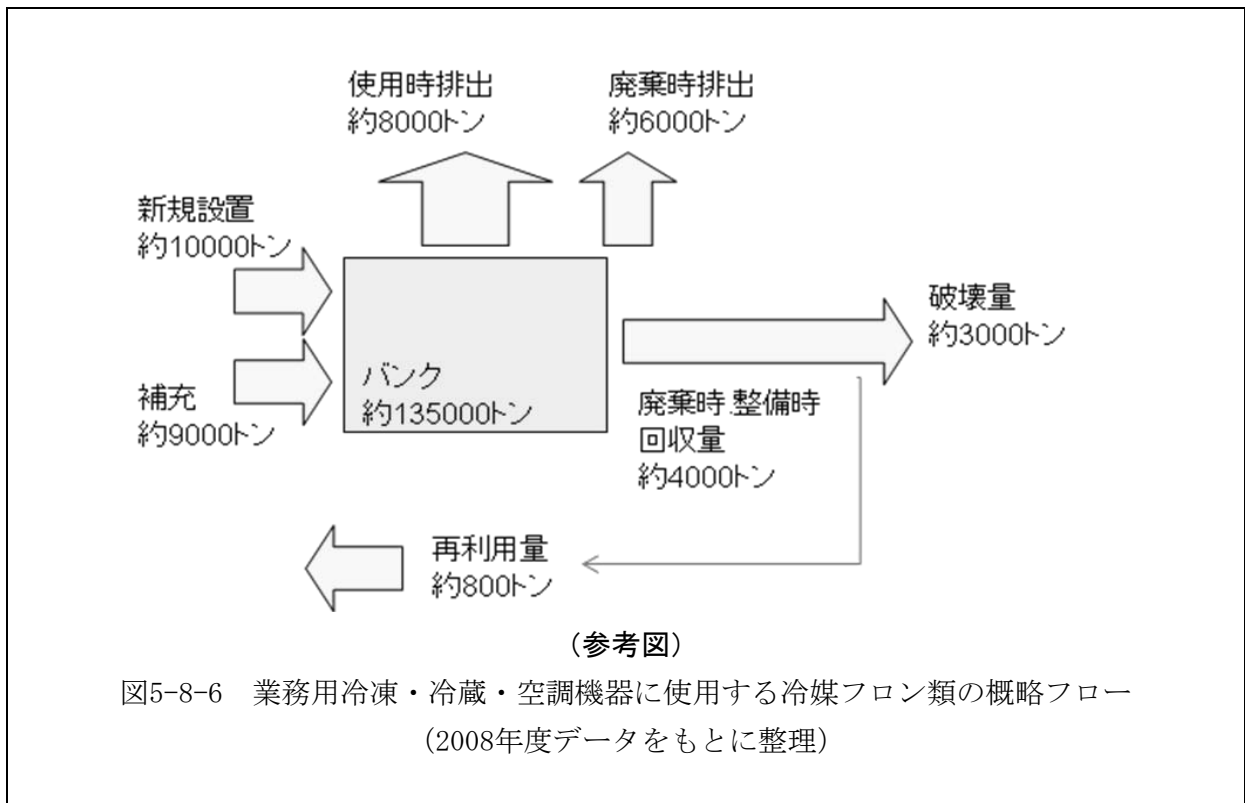 使用時排出
約8000トン
廃棄時排出
約6000トン
新規設置
約10000トン
補充
約9000トン
バンク
約135000トン
破壊量
約3000トン
廃棄時.整備時
回収量
約4000トン
再利用量
約800トン
(参考図)
図5-8-6 業務用冷凍・冷蔵・空調機器に使用する冷媒フロン類の概略フロー
(2008年度データをもとに整理)